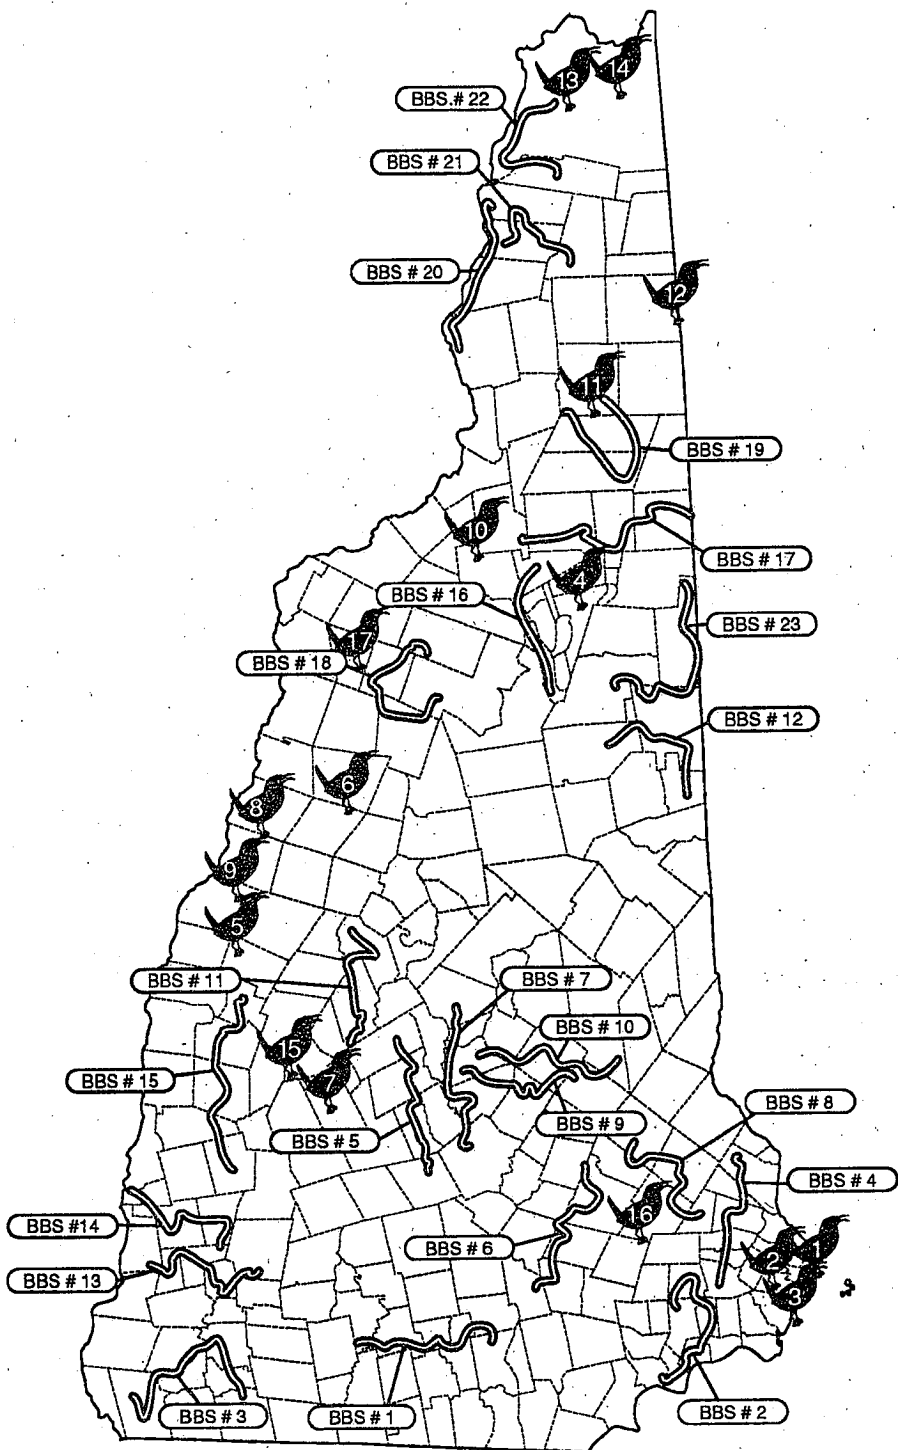 13
14
BBS.# 22
BBS # 21
BBS # 20
12
11
BBS # 19
10
BBS # 17
4
BBS # 16
BBS # 23
17
BBS # 18
BBS # 12
6
8
9
5
BBS # 11
BBS # 7
BBS # 10
15
BBS # 15
7
BBS # 8
BBS # 9
BBS # 5
BBS # 4
BBS #14
BBS # 6
2
1
BBS # 13
3
BBS # 3
BBS # 1
BBS # 2